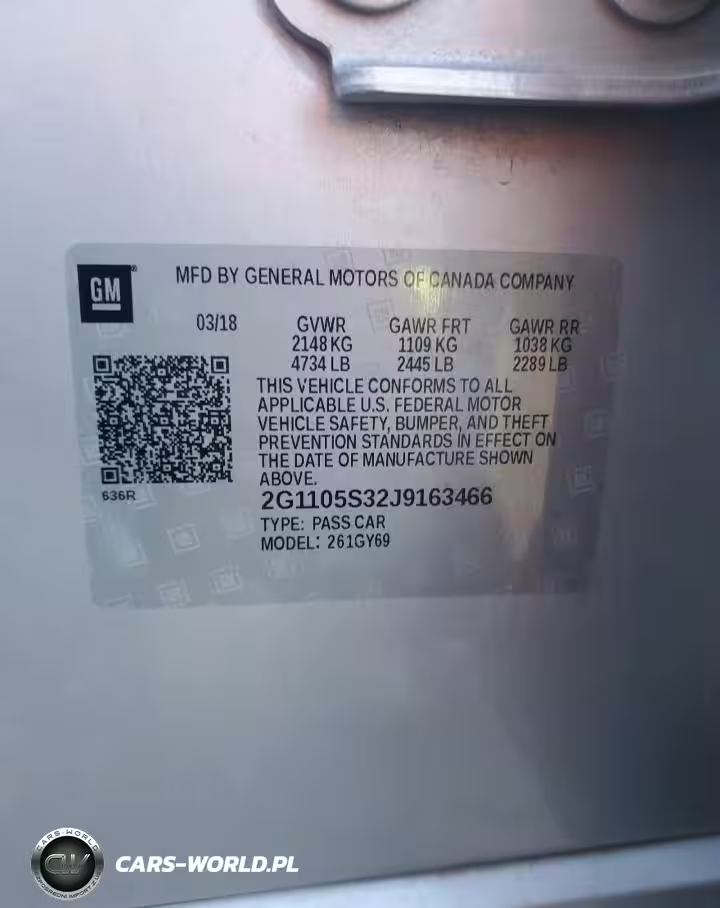 GM
MFD BY GENERAL MOTORS OF CANADA COMPANY
03/18 GVWR GAWR FRT GAWR RR
2148 KG 1109 KG 1038 KG
4734 LB 2445 LB 2289 LB
THIS VEHICLE CONFORMS TO ALL
APPLICABLE U.S. FEDERAL MOTOR
VEHICLE SAFETY, BUMPER, AND THEFT
PREVENTION STANDARDS IN EFFECT ON
THE DATE OF MANUFACTURE SHOWN
ABOVE.
636R
2G1105S32J9163466
TYPE: PASS CAR
MODEL: 261GY69
CARS-WORLD
CW
CARS-WORLD.PL